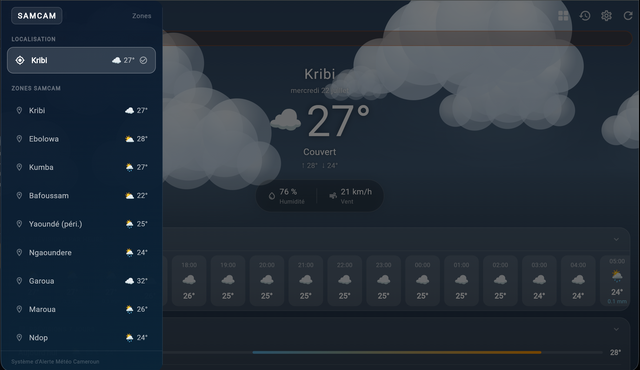 SAMCAM Zones
LOCALISATION
Kribi 27°
ZONES SAMCAM
Kribi 27°
Ebolowa 28°
Kumba 27°
Bafoussam 22°
Yaoundé (péri.) 25°
Ngaoundere 24°
Garoua 32°
Maroua 26°
Ndop 24°
Système d'Alerte Météo Cameroun
Kribi
mercredi
27°
Couvert
↑28° ↓24°
76 % 21 km/h
Humidité Vent
18:00 19:00 20:00 21:00 22:00 23:00 00:00 01:00 02:00 03:00 04:00 05:00
26° 25° 25° 25° 25° 25° 25° 25° 25° 24° 24° 24°
0.1 mm
28°